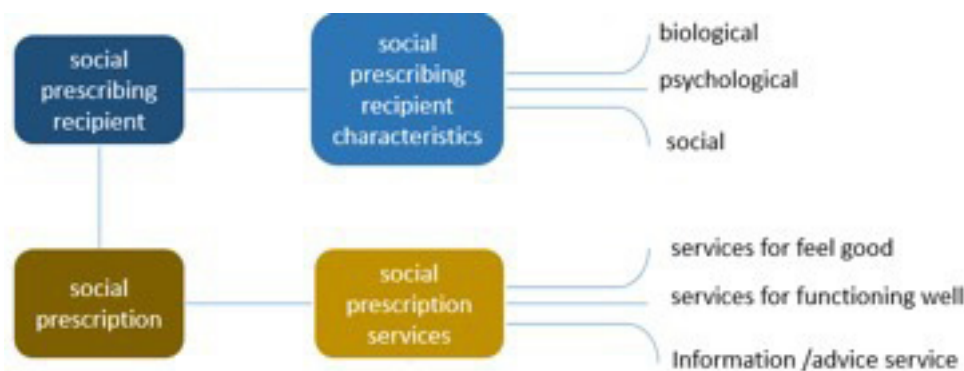 social
prescribing
recipient
social
prescribing
recipient
characteristics
biological
psychological
social
social
prescription
social
prescription
services
services for feel good
services for functioning well
Information /advice service